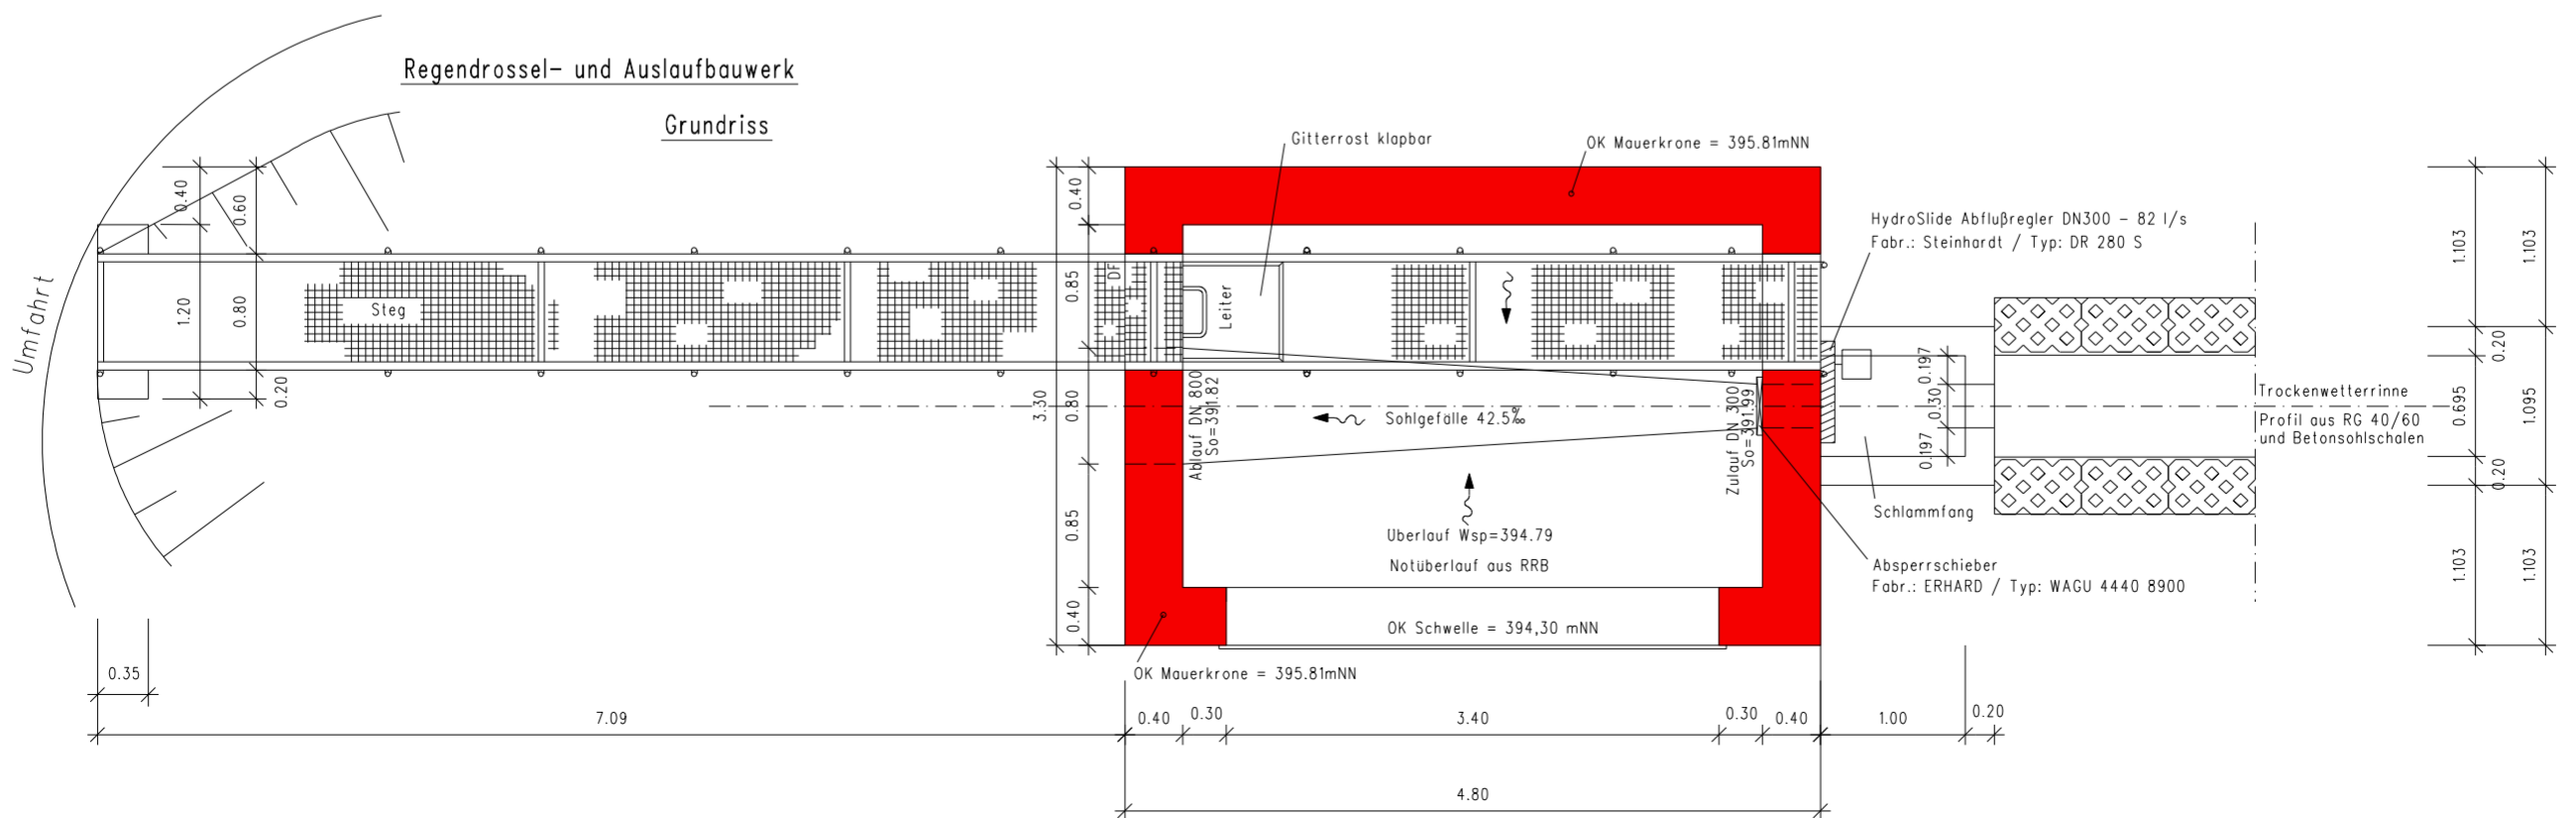 Regendrossel- und Auslaufbauwerk
Grundriss
Gitterrost klapbar
OK Mauerkrone = 395.81mNN
HydroSlide Abflußregler DN300 - 82 l/s
Fabr.: Steinhardt / Typ: DR 280 S
Umfahrt
0.40
0.60
1.20
0.80
0.20
Steg
DF
Leiter
0.40
0.85
3.30
0.80
0.85
0.40
Ablauf DN 800
So=391.82
Sohlgefälle 42.5‰
Zulauf DN 300
So=391.99
Überlauf Wsp=394.79
Notüberlauf aus RRB
OK Schwelle = 394,30 mNN
OK Mauerkrone = 395.81mNN
0.197
0.30
0.197
Schlammfang
Absperrschieber
Fabr.: ERHARD / Typ: WAGU 4440 8900
Trockenwetterrinne
Profil aus RG 40/60
und Betonsohlschalen
1.103
1.103
0.20
0.695
1.095
0.20
1.103
1.103
0.35
7.09
0.40
0.30
3.40
0.30
0.40
1.00
0.20
4.80